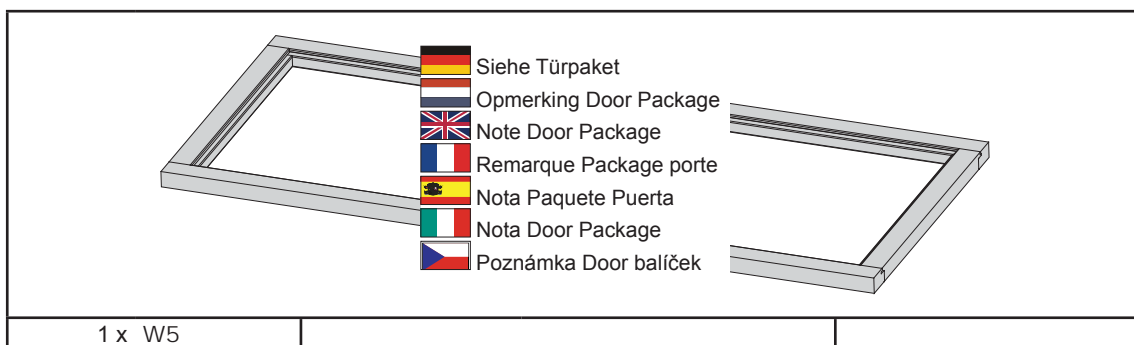 Siehe Türpaket
Opmerking Door Package
Note Door Package
Remarque Package porte
Nota Paquete Puerta
Nota Door Package
Poznámka Door balíček
1 x W5